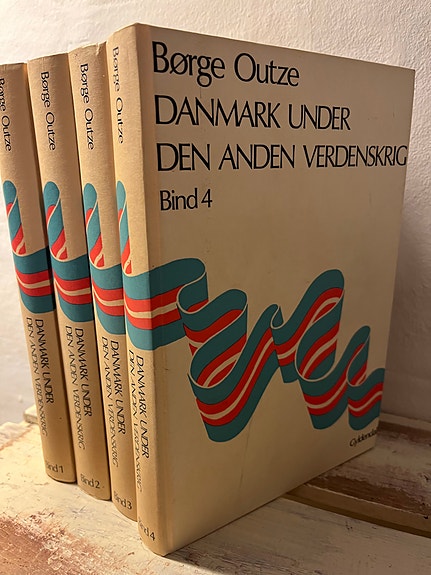 Børge Outze
DANMARK UNDER
DEN ANDEN VERDENSKRIG
Bind 4
Gyldendal
Børge Outze
DANMARK UNDER
DEN ANDEN VERDENSKRIG
Bind 1
Børge Outze
DANMARK UNDER
DEN ANDEN VERDENSKRIG
Bind 2
Børge Outze
DANMARK UNDER
DEN ANDEN VERDENSKRIG
Bind 3
Børge Outze
DANMARK UNDER
DEN ANDEN VERDENSKRIG
Bind 4